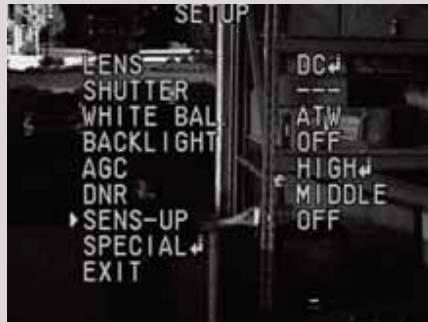 SETUP
LENS DC↲
SHUTTER ---
WHITE BAL. ATW
BACKLIGHT OFF
AGC HIGH↲
DNR MIDDLE
▶SENS-UP OFF
SPECIAL↲
EXIT